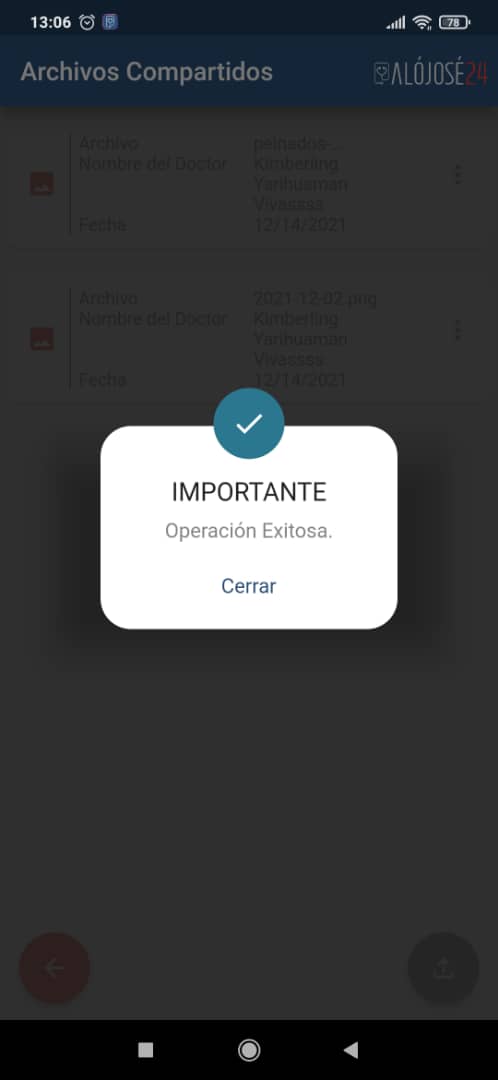 13:06
78
Archivos Compartidos
ALÓJOSÉ24
Archivo peinados-...
Nombre del Doctor Kimberling
Yarihuaman
Vivassss
Fecha 12/14/2021
Archivo 2021-12-02.png
Nombre del Doctor Kimberling
Yarihuaman
Vivassss
Fecha 12/14/2021
IMPORTANTE
Operación Exitosa.
Cerrar